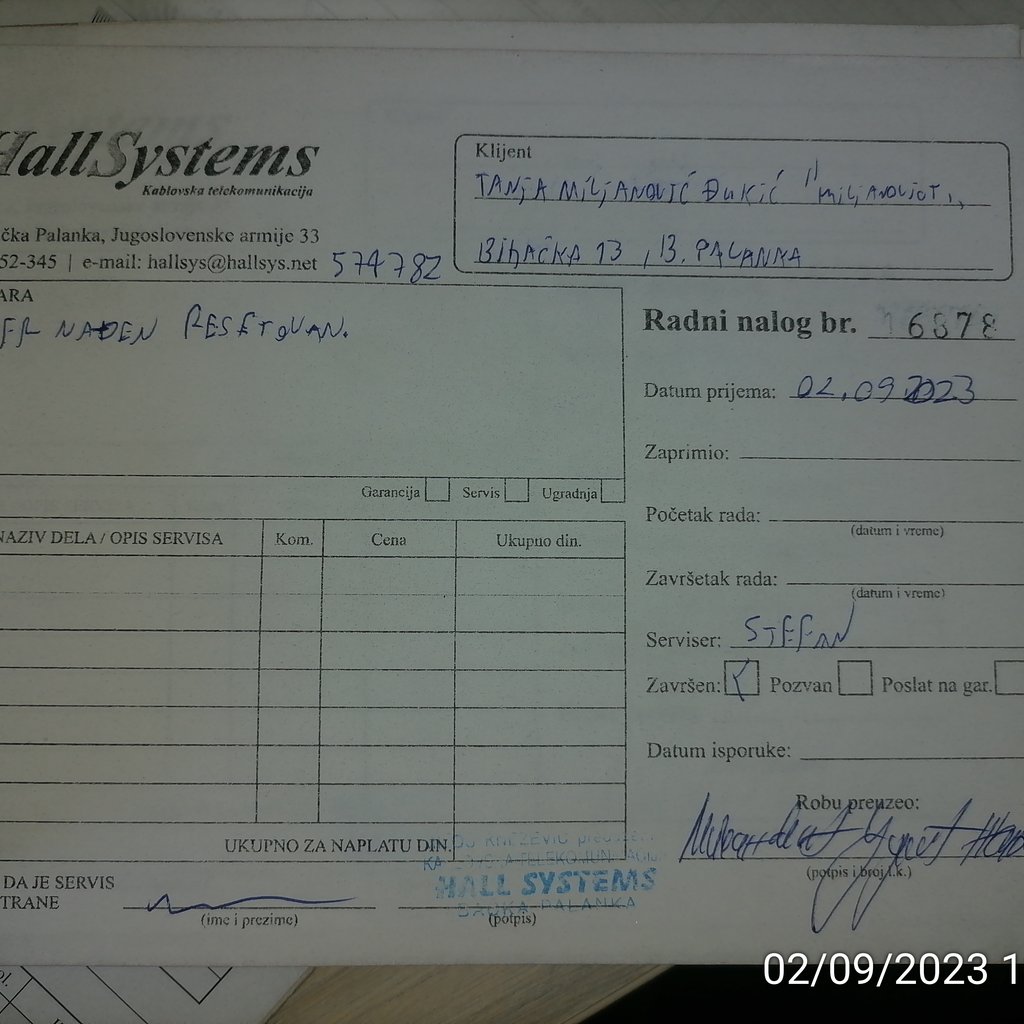 HallSystems
Kablovska telekomunikacija
čka Palanka, Jugoslovenske armije 33
52-345 | e-mail: hallsys@hallsys.net 574782
Klijent
TANJA MILJANOVIĆ ĐUKIĆ
BIHAĆKA 13, B. PALANKA
ARA
NAĐEN RESETOVAN.
Garancija Servis Ugradnja
Radni nalog br. 16878
Datum prijema: 02.09.2023
Zaprimio:
Početak rada:
(datum i vreme)
Završetak rada:
(datum i vreme)
Serviser: STEFAN
Završen: Pozvan Poslat na gar.
Datum isporuke:
NAZIV DELA / OPIS SERVISA Kom. Cena Ukupno din.
UKUPNO ZA NAPLATU DIN.
Robu preuzeo:
(potpis i broj l.k.)
DA JE SERVIS
TRANE
(ime i prezime) (potpis)
HALL SYSTEMS
BAČKA PALANKA
02/09/2023 1